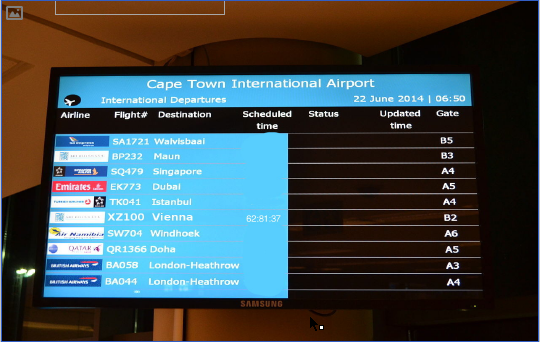 Cape Town International Airport
International Departures 22 June 2014 | 06:50
Airline Flight# Destination Scheduled time Status Updated time Gate
SA1721 Walvisbaai B5
BP232 Maun B3
SQ479 Singapore A4
Emirates EK773 Dubai A5
TK041 Istanbul A4
XZ100 Vienna 62:81:37 B2
Air Namibia SW704 Windhoek A6
QATAR QR1366 Doha A5
BRITISH AIRWAYS BA058 London-Heathrow A3
BRITISH AIRWAYS BA044 London-Heathrow A4
SAMSUNG